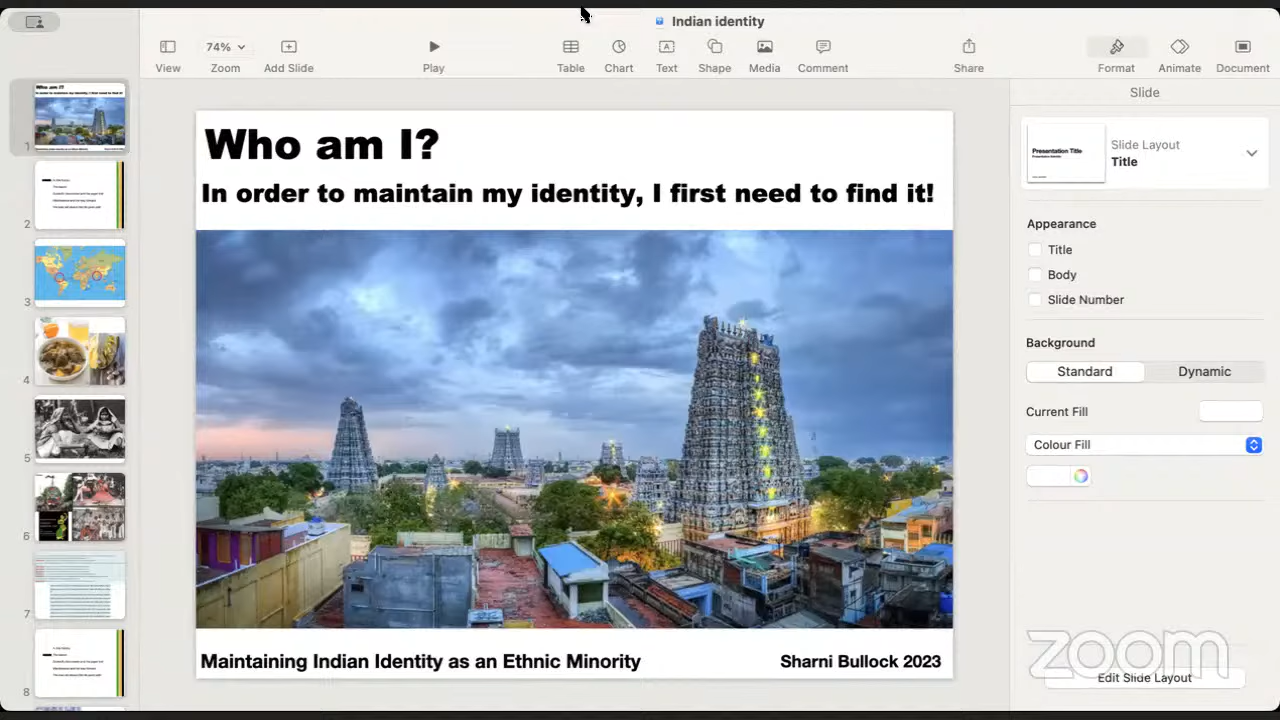 Indian identity
74%
View
Zoom
Add Slide
Play
Table
Chart
Text
Shape
Media
Comment
Share
Format
Animate
Document
Slide
Who am I?
In order to maintain my identity, I first need to find it!
Maintaining Indian Identity as an Ethnic Minority
Sharni Bullock 2023
1
2
3
4
5
6
7
8
Presentation Title
Slide Layout
Title
Appearance
Title
Body
Slide Number
Background
Standard
Dynamic
Current Fill
Colour Fill
zoom
Edit Slide Layout